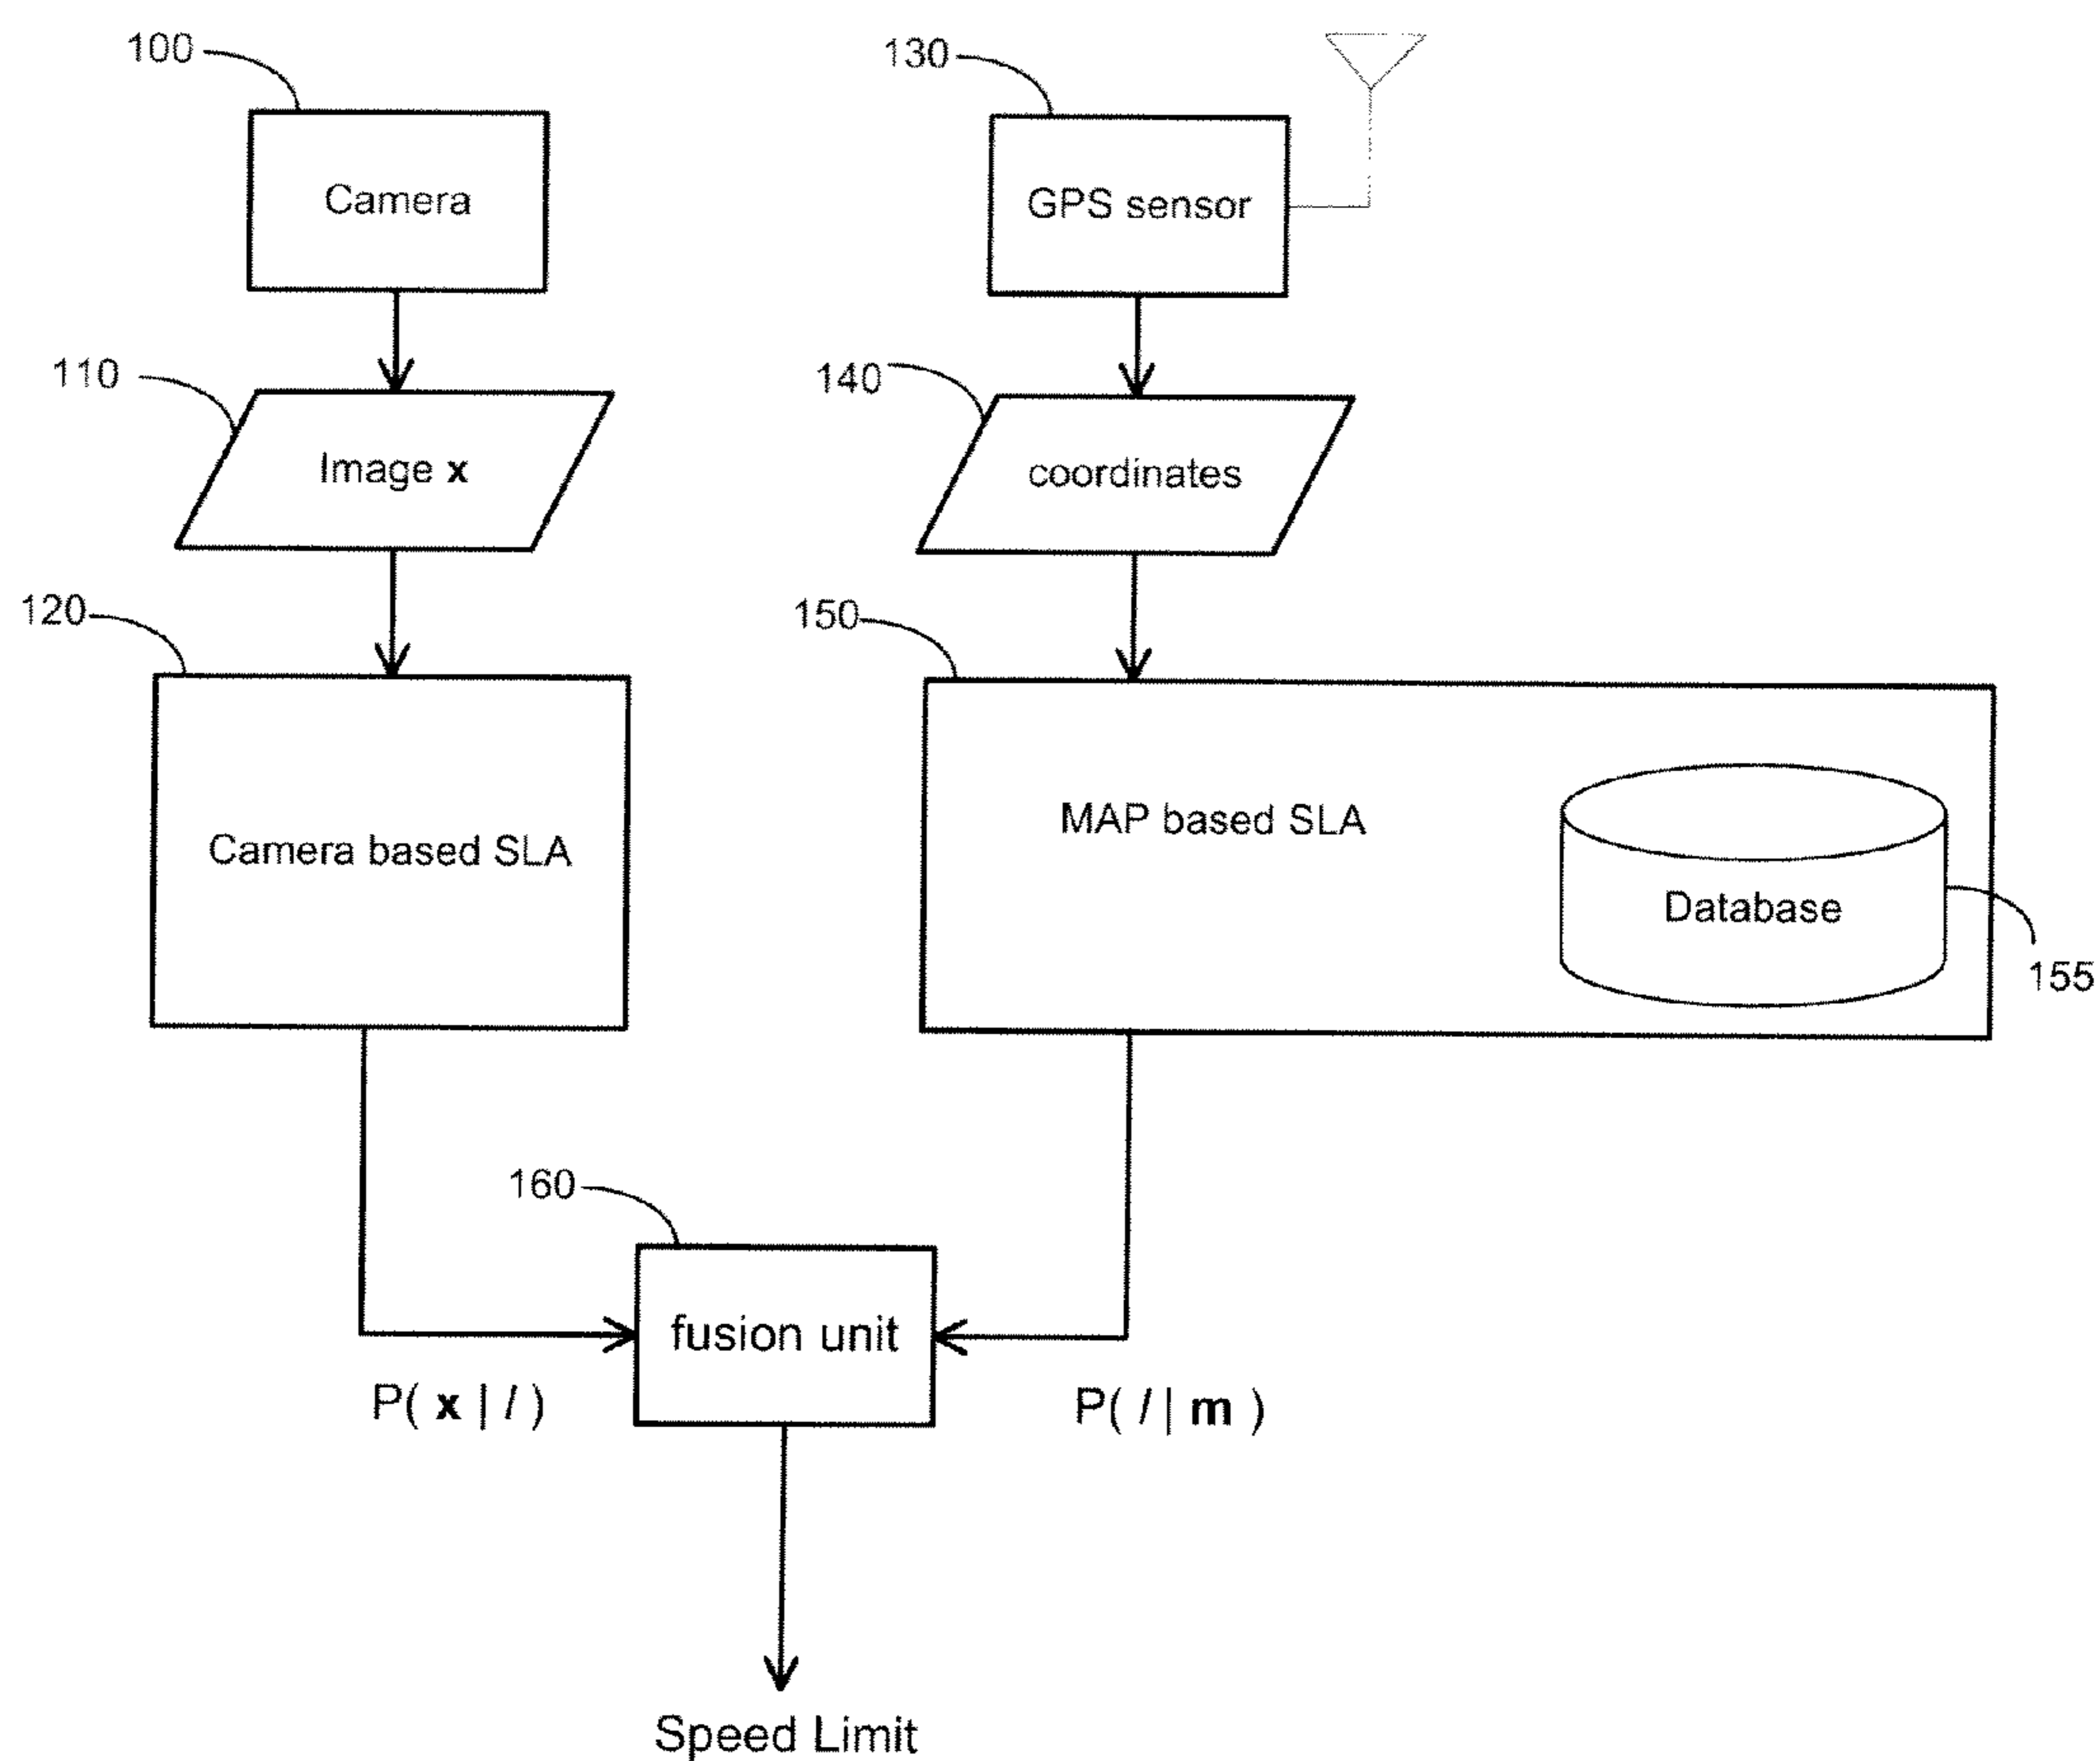 100
130
Camera
GPS sensor
110
140
Image x
coordinates
120
150
Camera based SLA
MAP based SLA
Database
155
160
fusion unit
P( x | l )
P( l | m )
Speed Limit